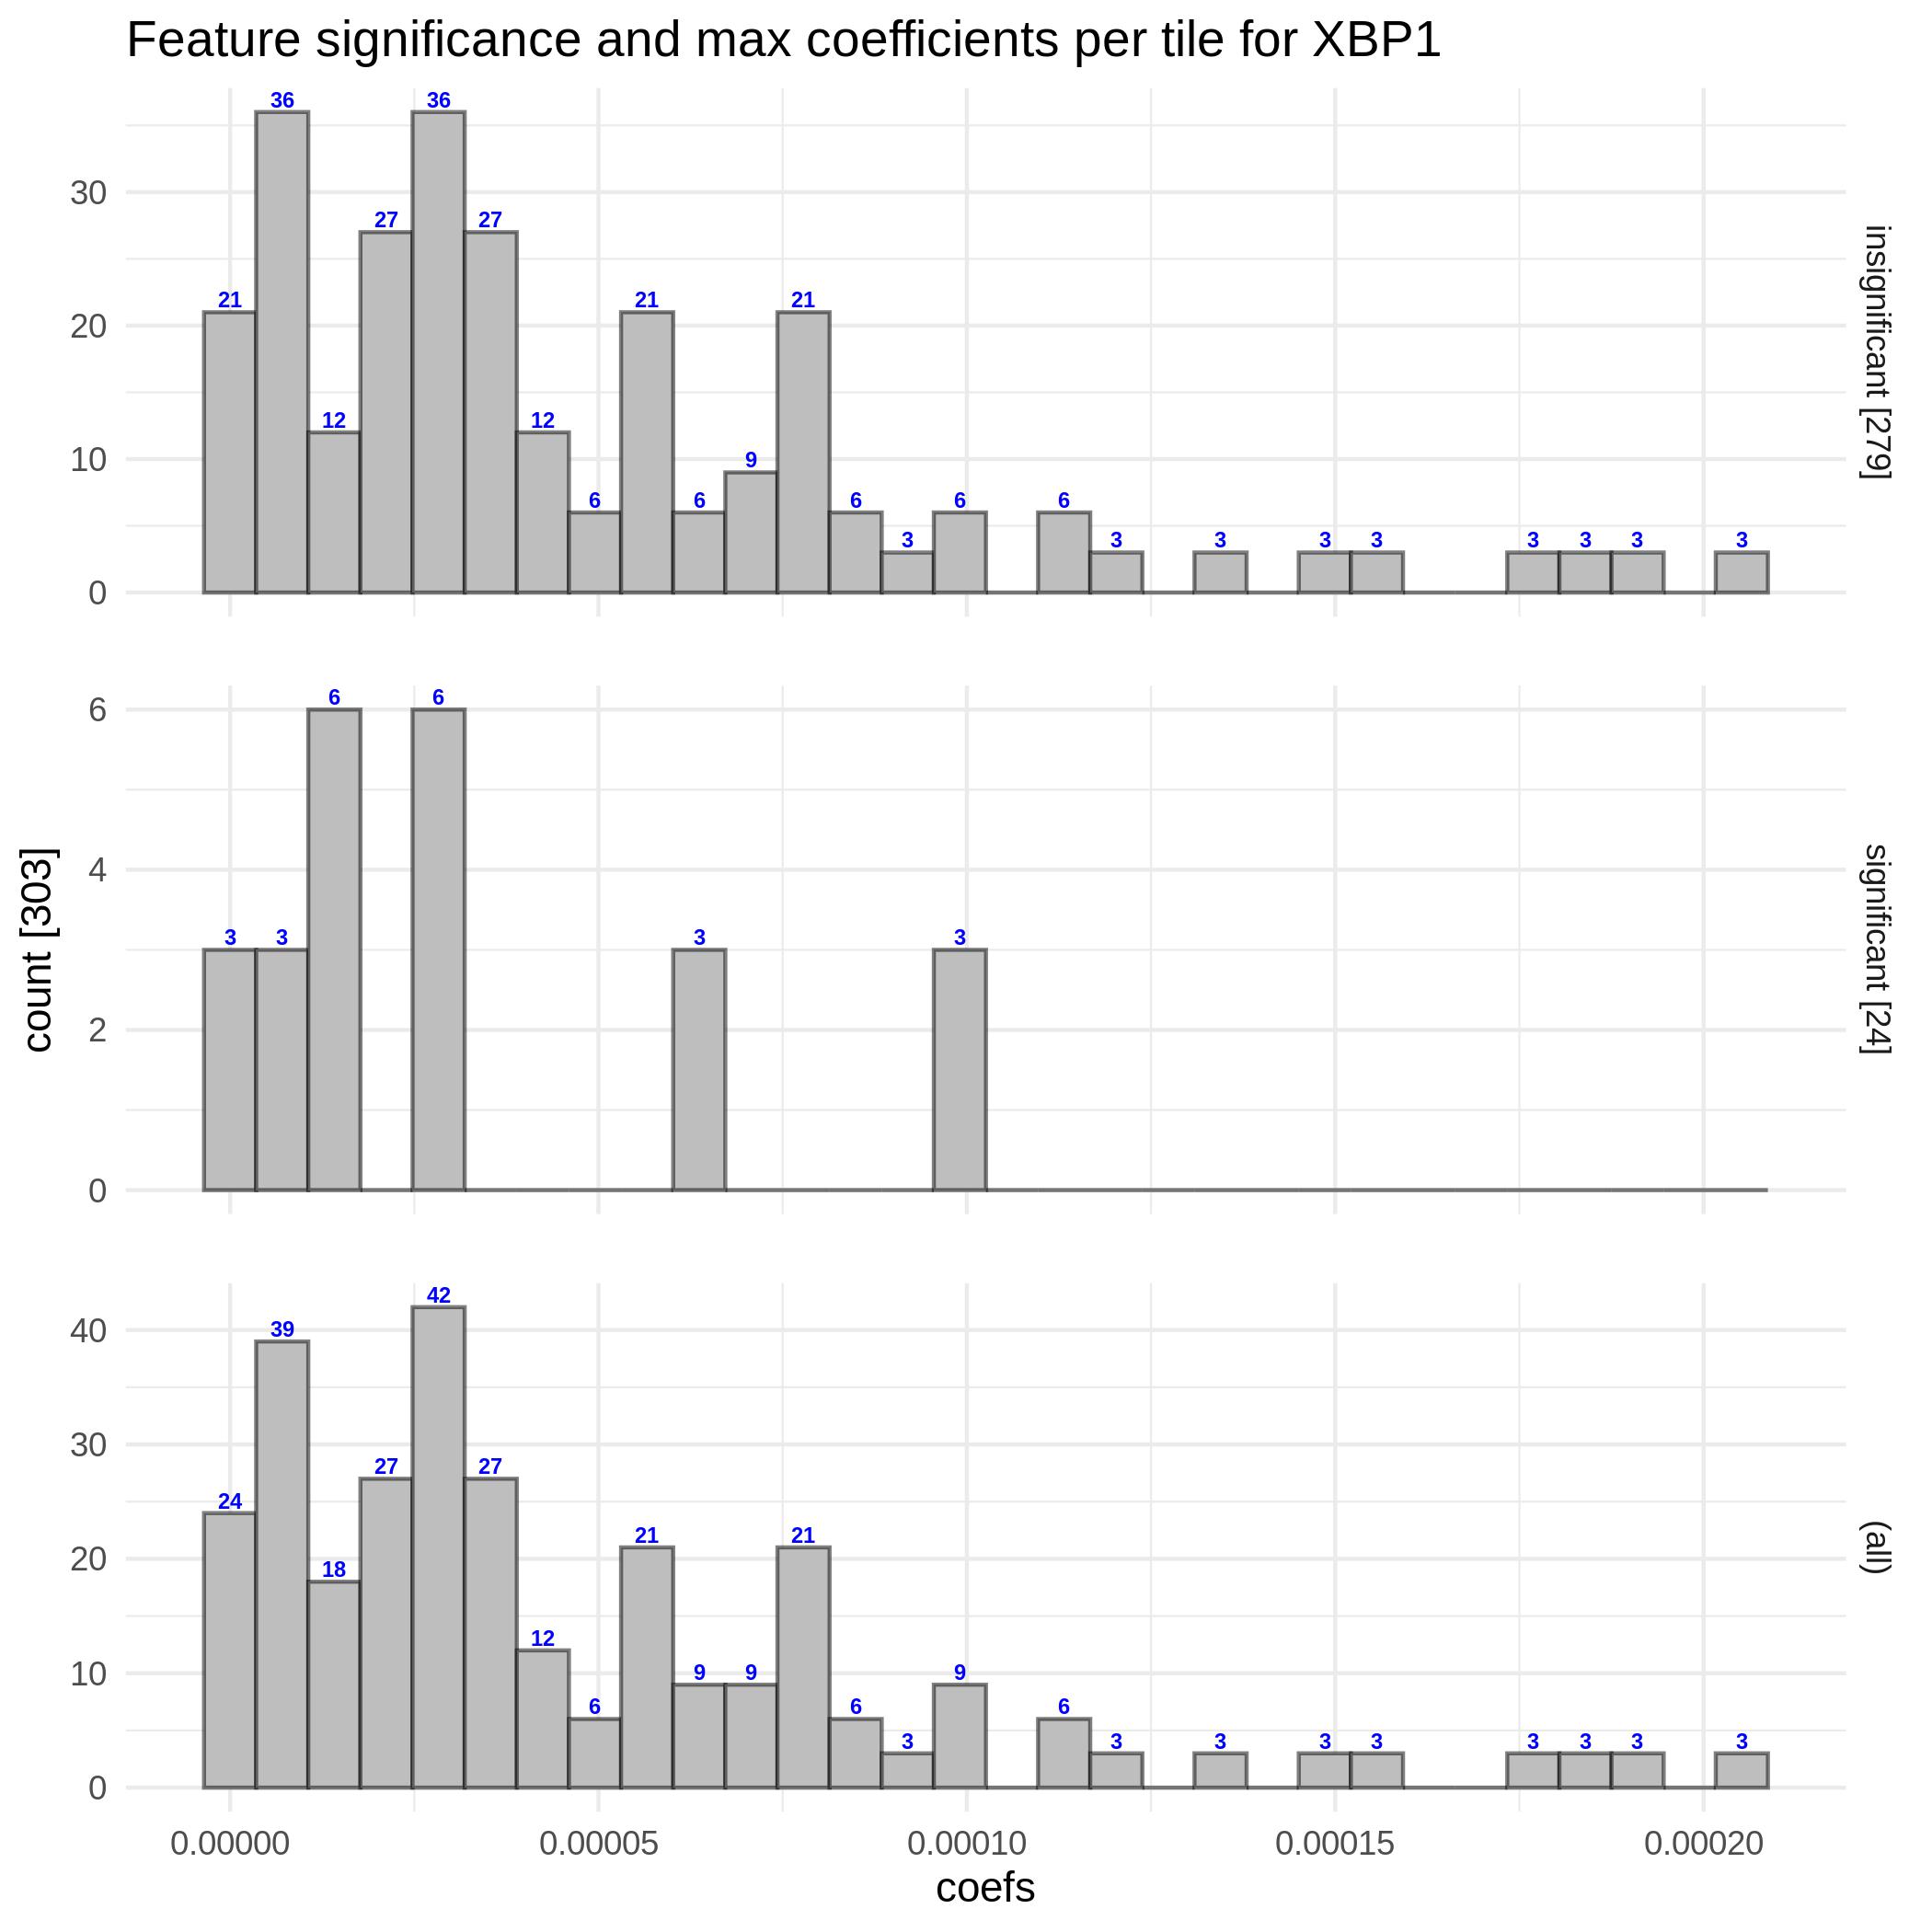 Feature significance and max coefficients per tile for XBP1
36 36
30
27 27
21 21 21
20
12 12
10
9
6 6 6 6 6
3 3 3 3 3 3 3 3
0
insignificant [279]
6 6
6
4
3 3 3 3
2
0
significant [24]
count [303]
42
40
39
30
27 27
24
21 21
20
18
12
10
9 9 9
6 6 6
3 3 3 3 3 3 3 3 3
0
(all)
0.00000 0.00005 0.00010 0.00015 0.00020
coefs